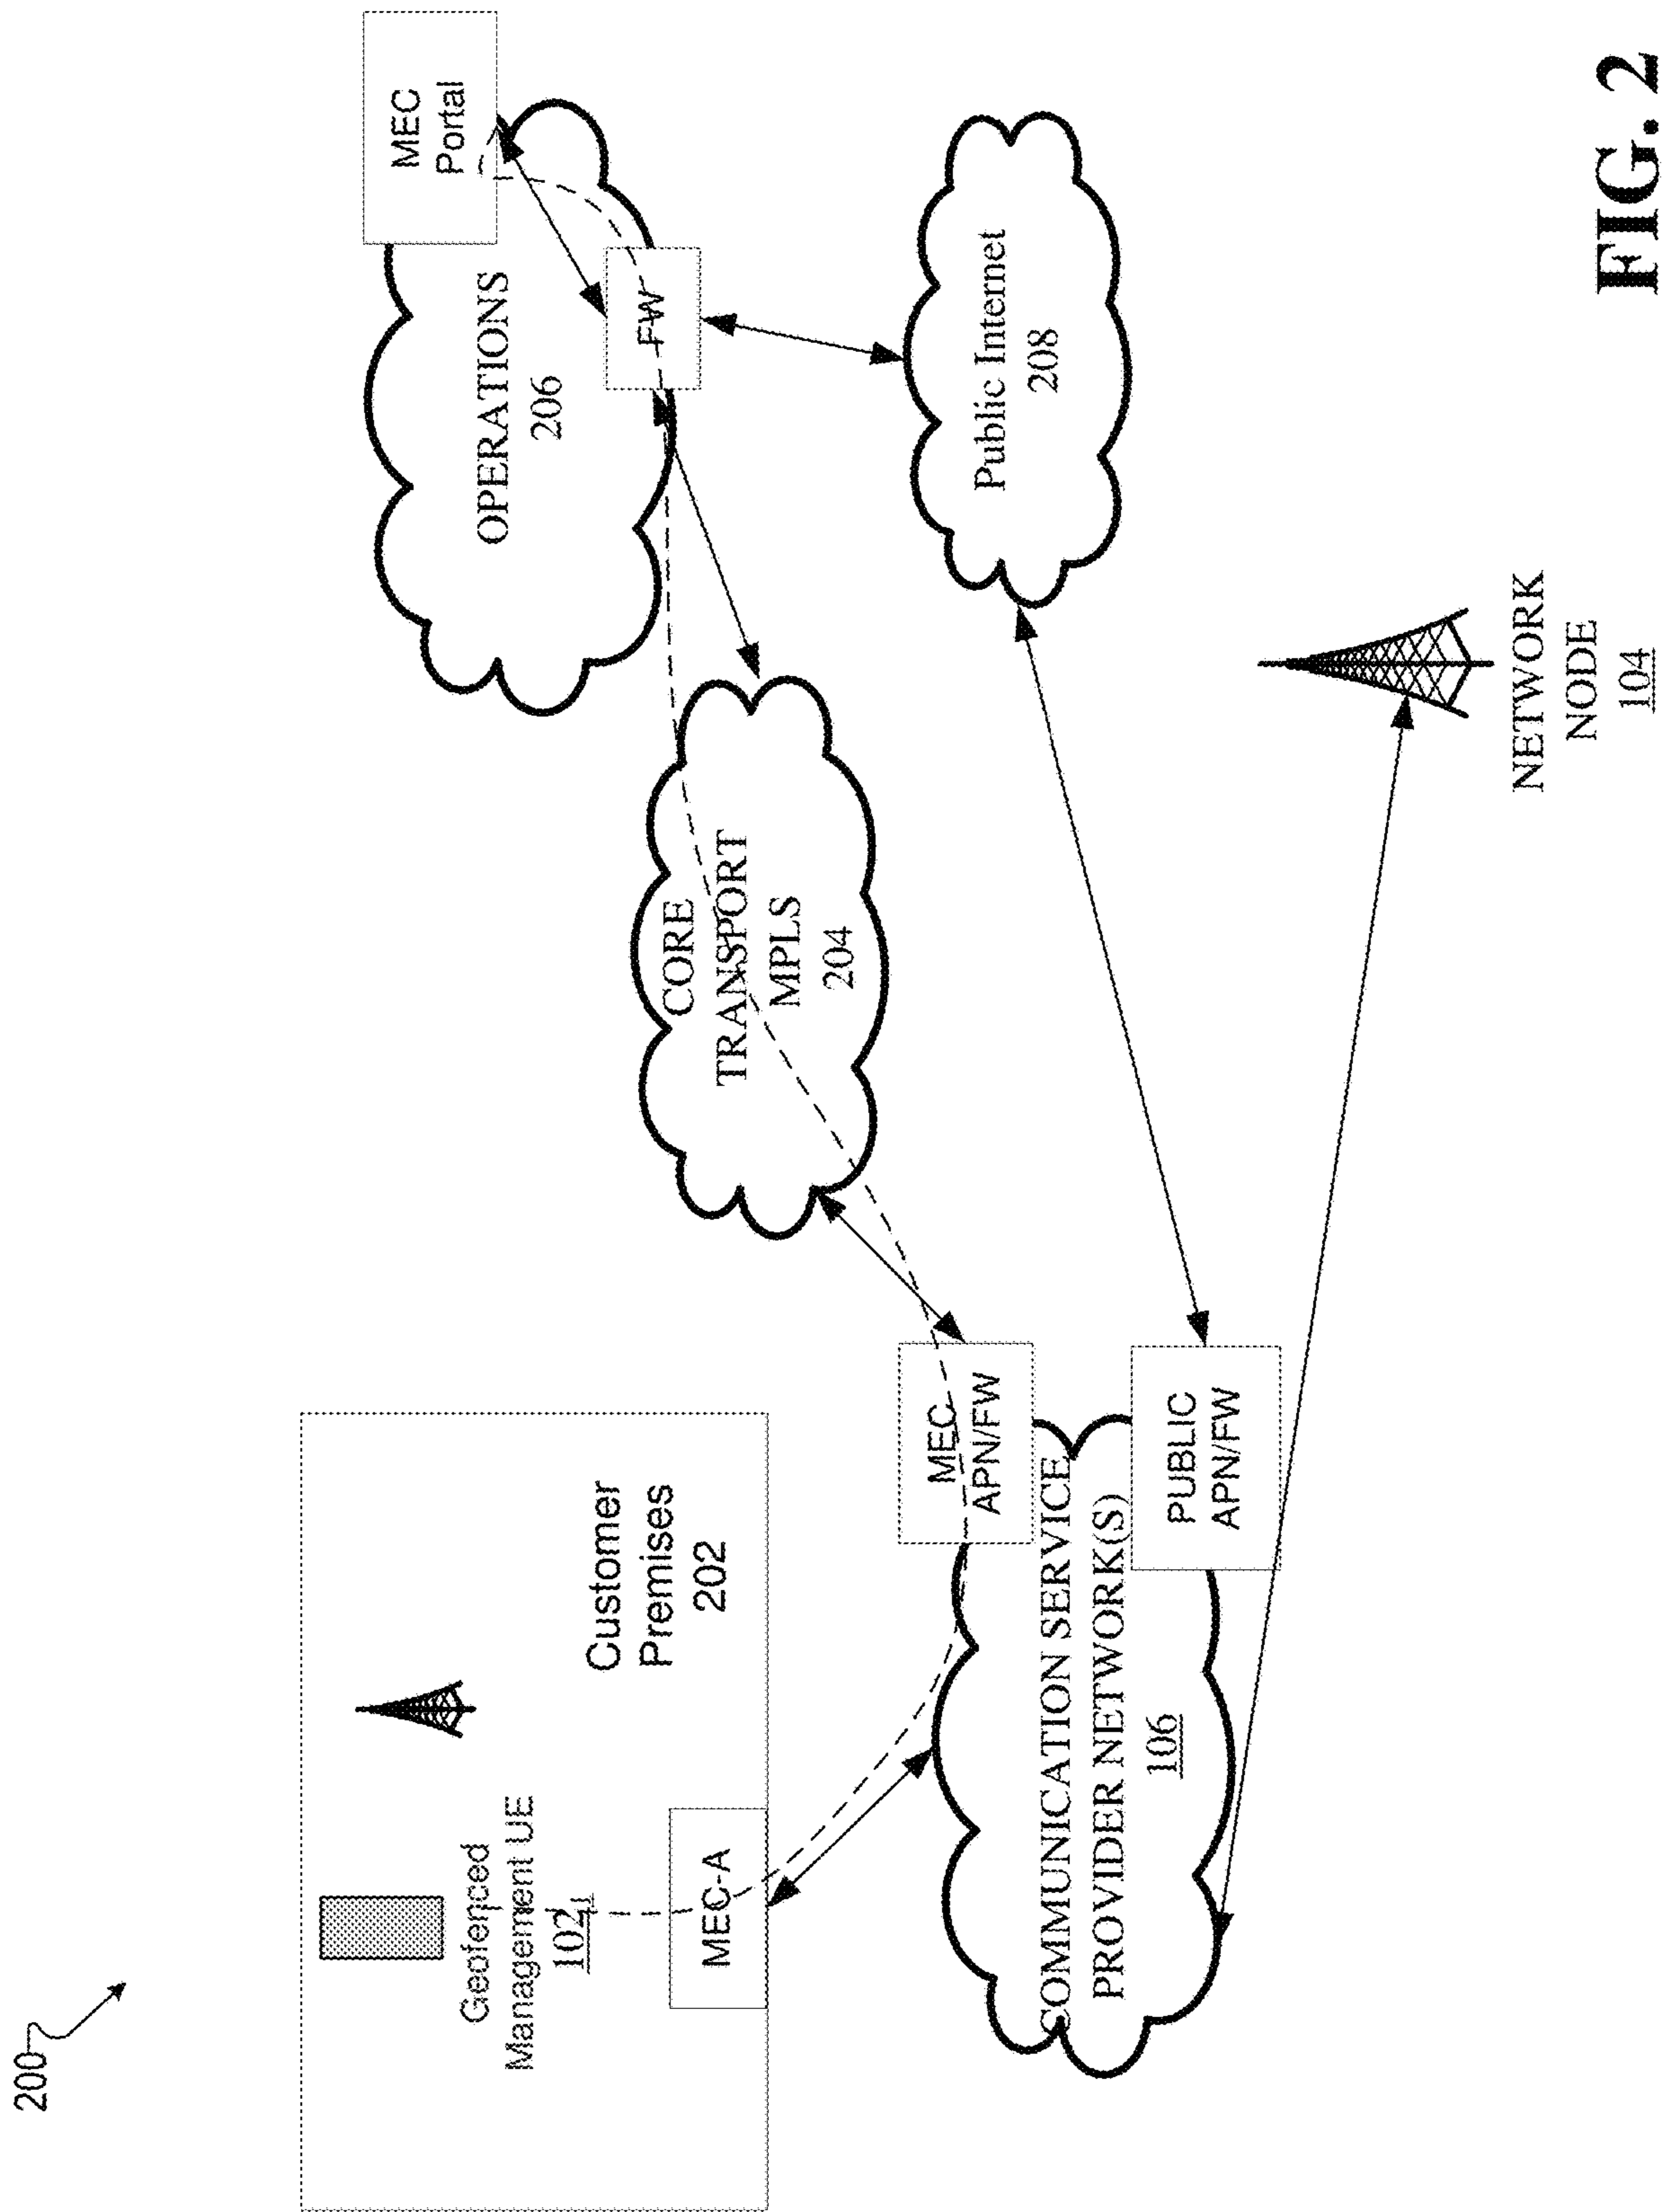 200
Geofenced
Management UE
102₁
Customer
Premises
202
MEC-A
MEC
APN/FW
COMMUNICATION SERVICE
PROVIDER NETWORK(S)
106
PUBLIC
APN/FW
CORE
TRANSPORT
MPLS
204
OPERATIONS
206
MEC
Portal
FW
Public Internet
208
NETWORK
NODE
104
FIG. 2